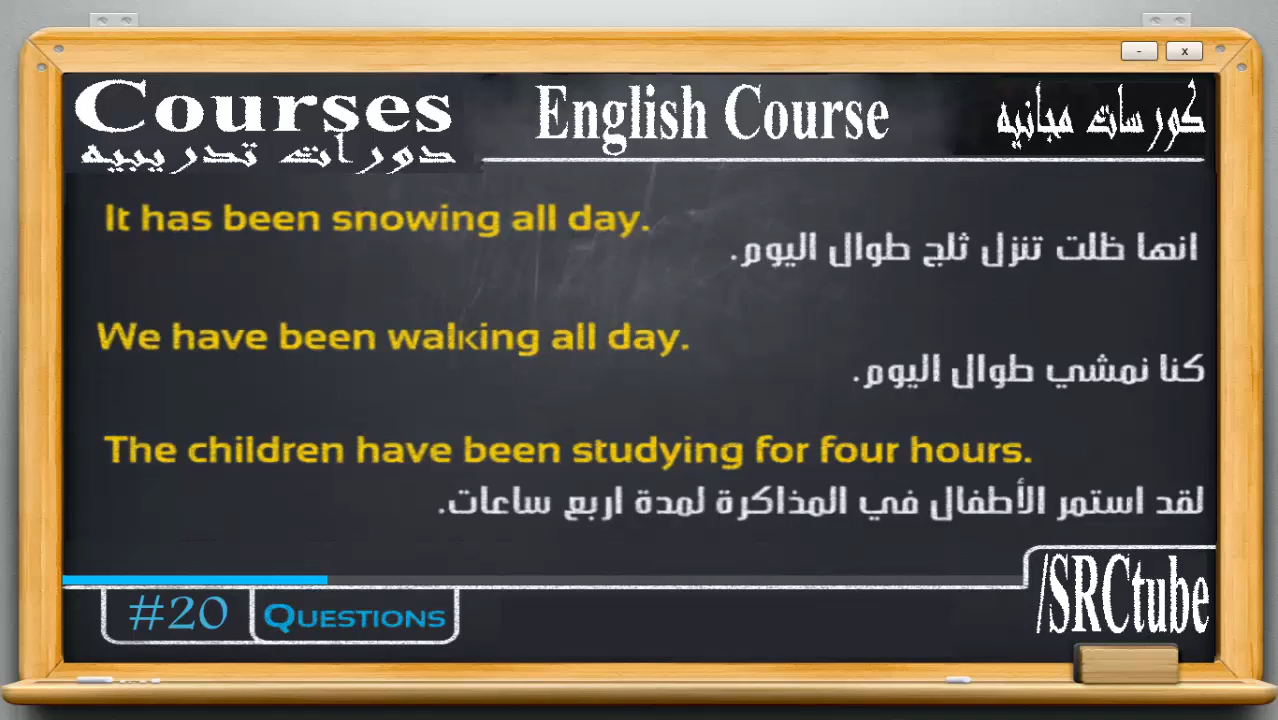 - x
Courses
دورات تدريبيه
English Course
كورسات مجانيه
It has been snowing all day.
انها ظلت تنزل ثلج طوال اليوم.
We have been walking all day.
كنا نمشي طوال اليوم.
The children have been studying for four hours.
لقد استمر الأطفال في المذاكرة لمدة اربع ساعات.
#20 Questions
/SRCtube